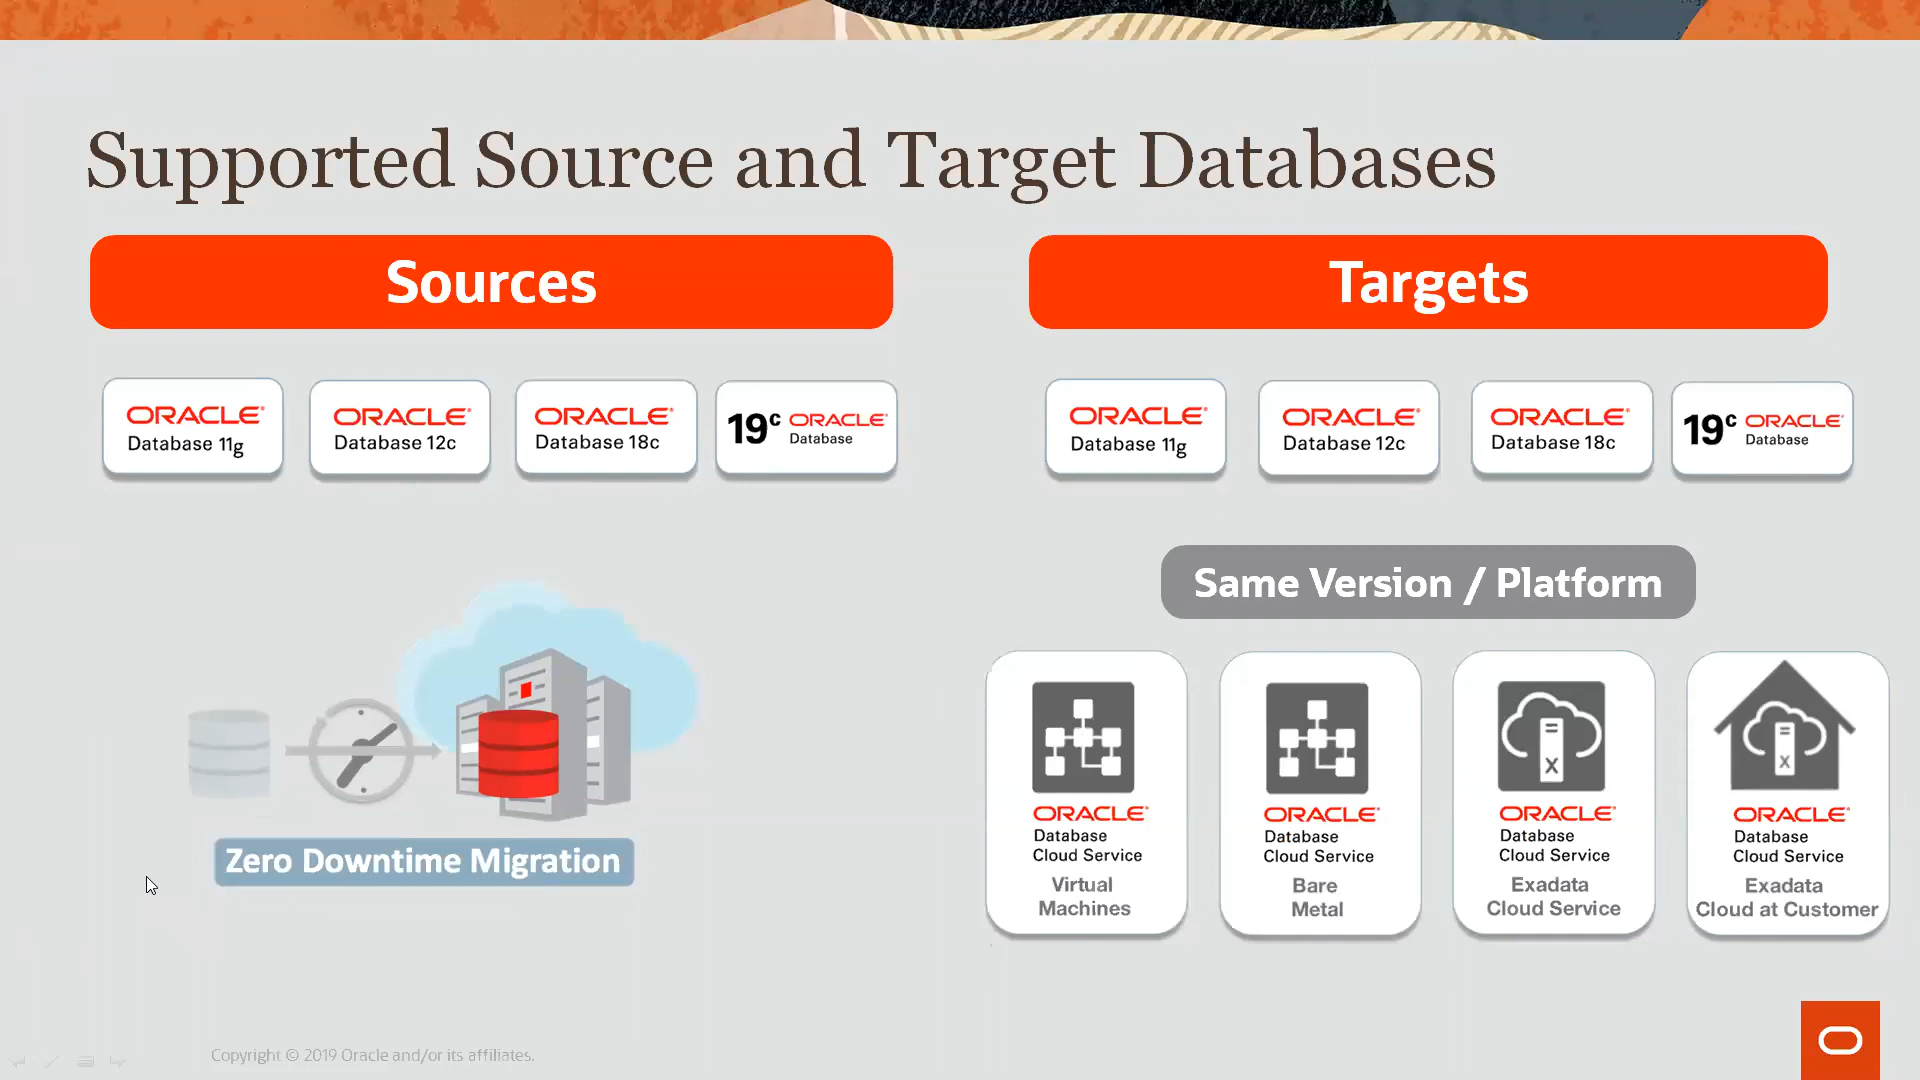 Supported Source and Target Databases
Sources
Targets
ORACLE
Database 11g
ORACLE
Database 12c
ORACLE
Database 18c
19c ORACLE
Database
ORACLE
Database 11g
ORACLE
Database 12c
ORACLE
Database 18c
19c ORACLE
Database
Same Version / Platform
Zero Downtime Migration
X
ORACLE
Database
Cloud Service
Virtual
Machines
ORACLE
Database
Cloud Service
Bare
Metal
ORACLE
Database
Cloud Service
Exadata
Cloud Service
X
ORACLE
Database
Cloud Service
Exadata
Cloud at Customer
Copyright © 2019 Oracle and/or its affiliates.